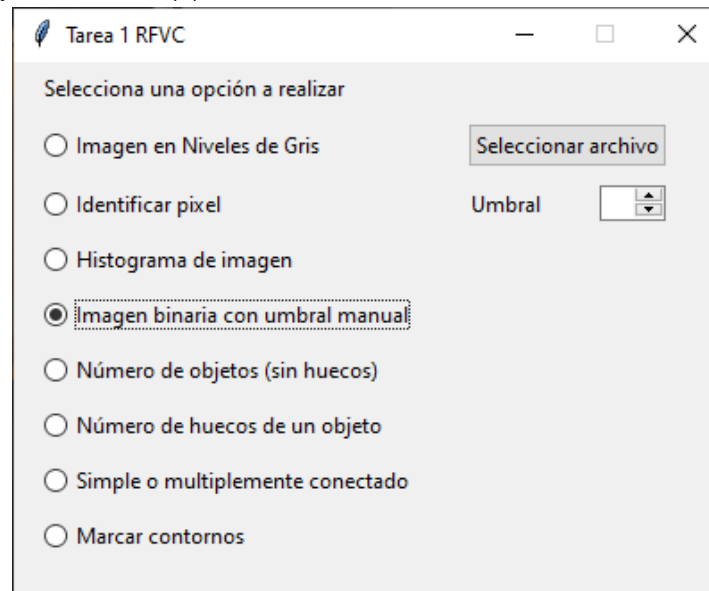 Tarea 1 RFVC
Selecciona una opción a realizar
Imagen en Niveles de Gris
Seleccionar archivo
Identificar pixel
Umbral
Histograma de imagen
Imagen binaria con umbral manual
Número de objetos (sin huecos)
Número de huecos de un objeto
Simple o multiplemente conectado
Marcar contornos